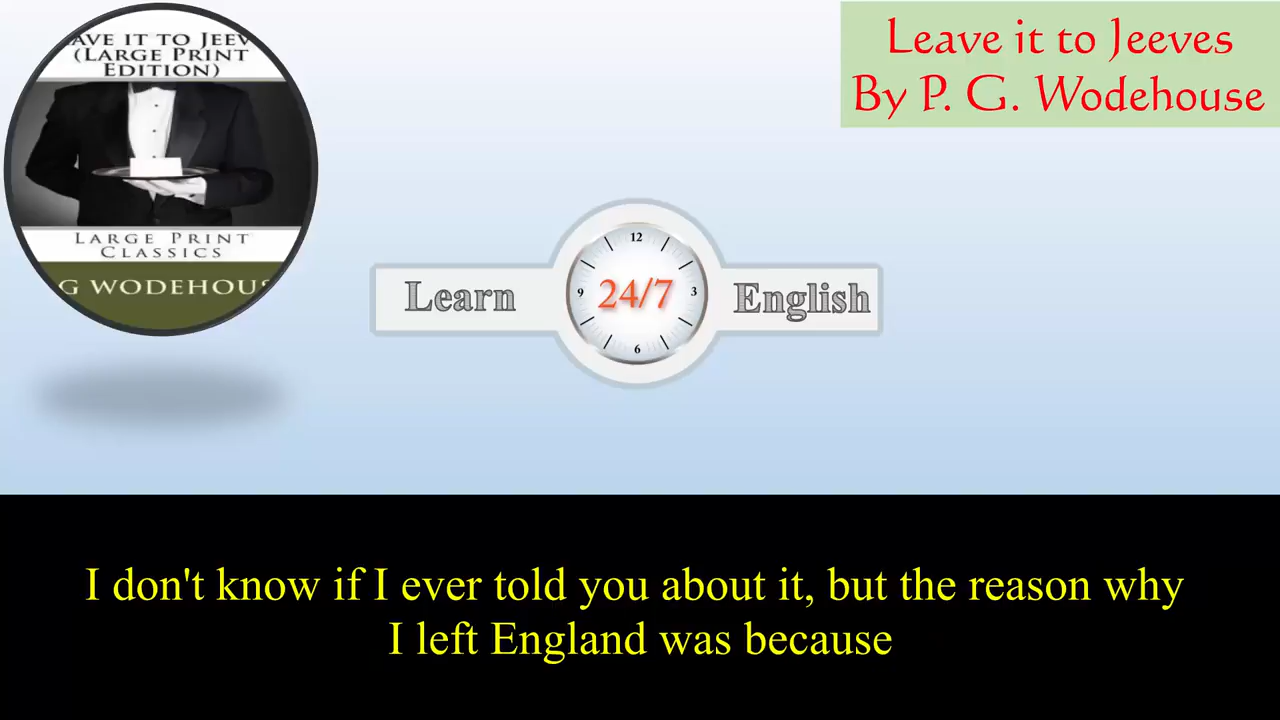 AVE IT TO JEEV
(LARGE PRINT
EDITION)
LARGE PRINT
CLASSICS
G WODEHOUS
Leave it to Jeeves
By P. G. Wodehouse
Learn
12
9
24/7
3
6
English
I don't know if I ever told you about it, but the reason why
I left England was because